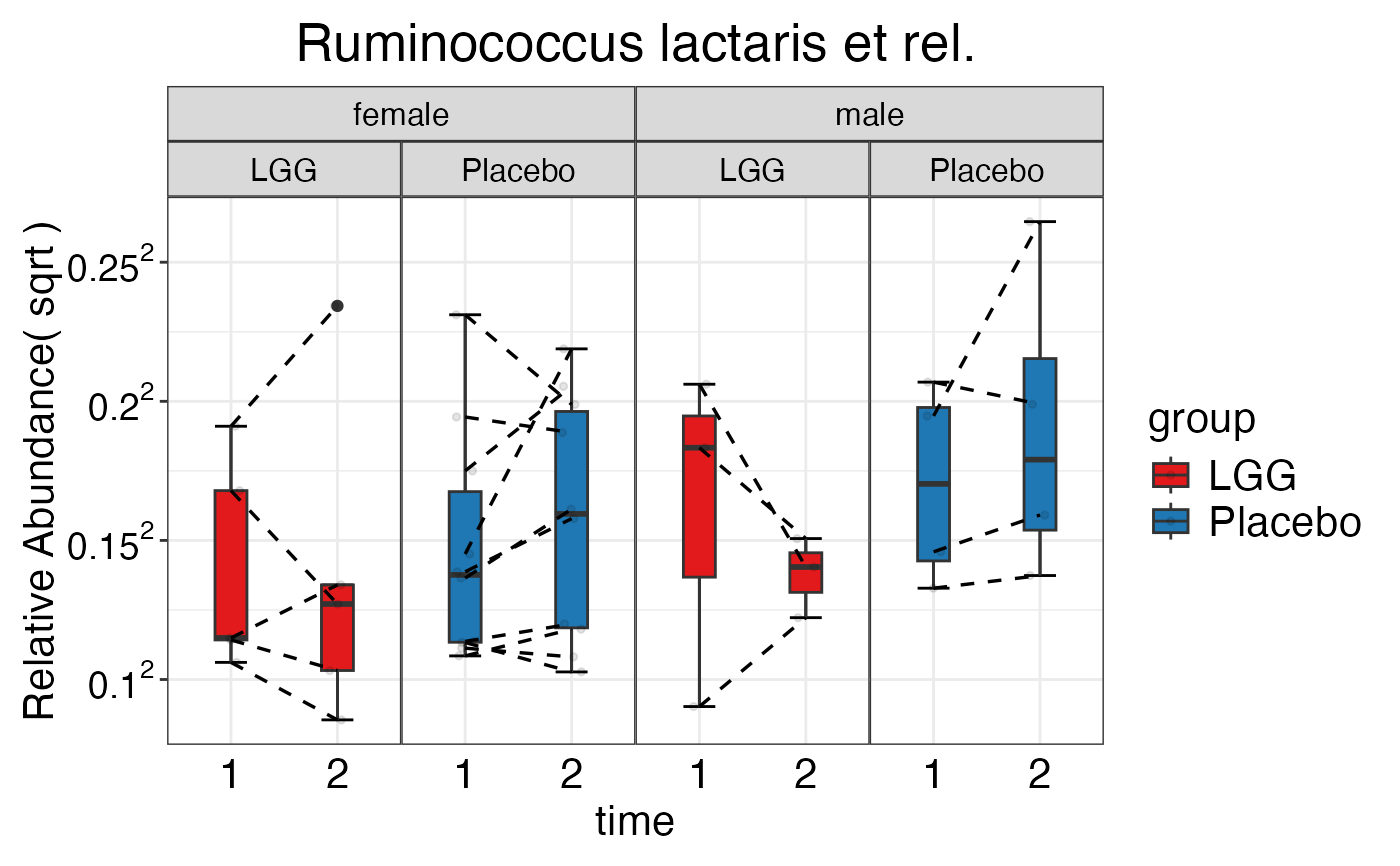 Ruminococcus lactaris et rel.
female male
LGG Placebo LGG Placebo
Relative Abundance( sqrt )
0.25²
0.2²
0.15²
0.1²
1 2 1 2 1 2 1 2
time
group
LGG
Placebo